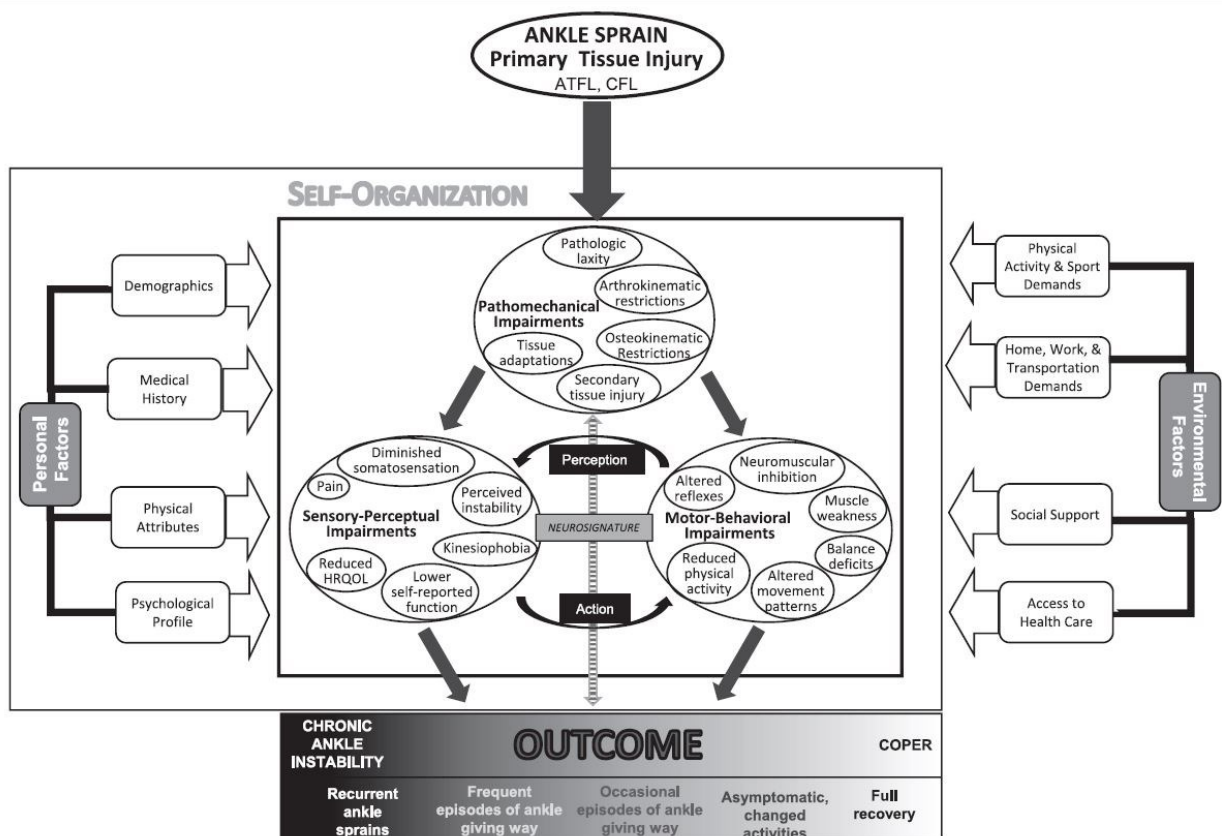 ANKLE SPRAIN
Primary Tissue Injury
ATFL, CFL
SELF-ORGANIZATION
Pathologic
laxity
Arthrokinematic
restrictions
Pathomechanical
Impairments
Osteokinematic
Restrictions
Tissue
adaptations
Secondary
tissue injury
Personal
Factors
Demographics
Medical
History
Physical
Attributes
Psychological
Profile
Diminished
somatosensation
Pain
Perceived
instability
Sensory-Perceptual
Impairments
Kinesiophobia
Reduced
HRQOL
Lower
self-reported
function
Perception
NEUROSIGNATURE
Action
Neuromuscular
inhibition
Altered
reflexes
Muscle
weakness
Motor-Behavioral
Impairments
Balance
deficits
Reduced
physical
activity
Altered
movement
patterns
Physical
Activity & Sport
Demands
Home, Work, &
Transportation
Demands
Social Support
Access to
Health Care
Environmental
Factors
CHRONIC
ANKLE
INSTABILITY
OUTCOME
COPER
Recurrent
ankle
sprains
Frequent
episodes of ankle
giving way
Occasional
episodes of ankle
giving way
Asymptomatic,
changed
activities
Full
recovery